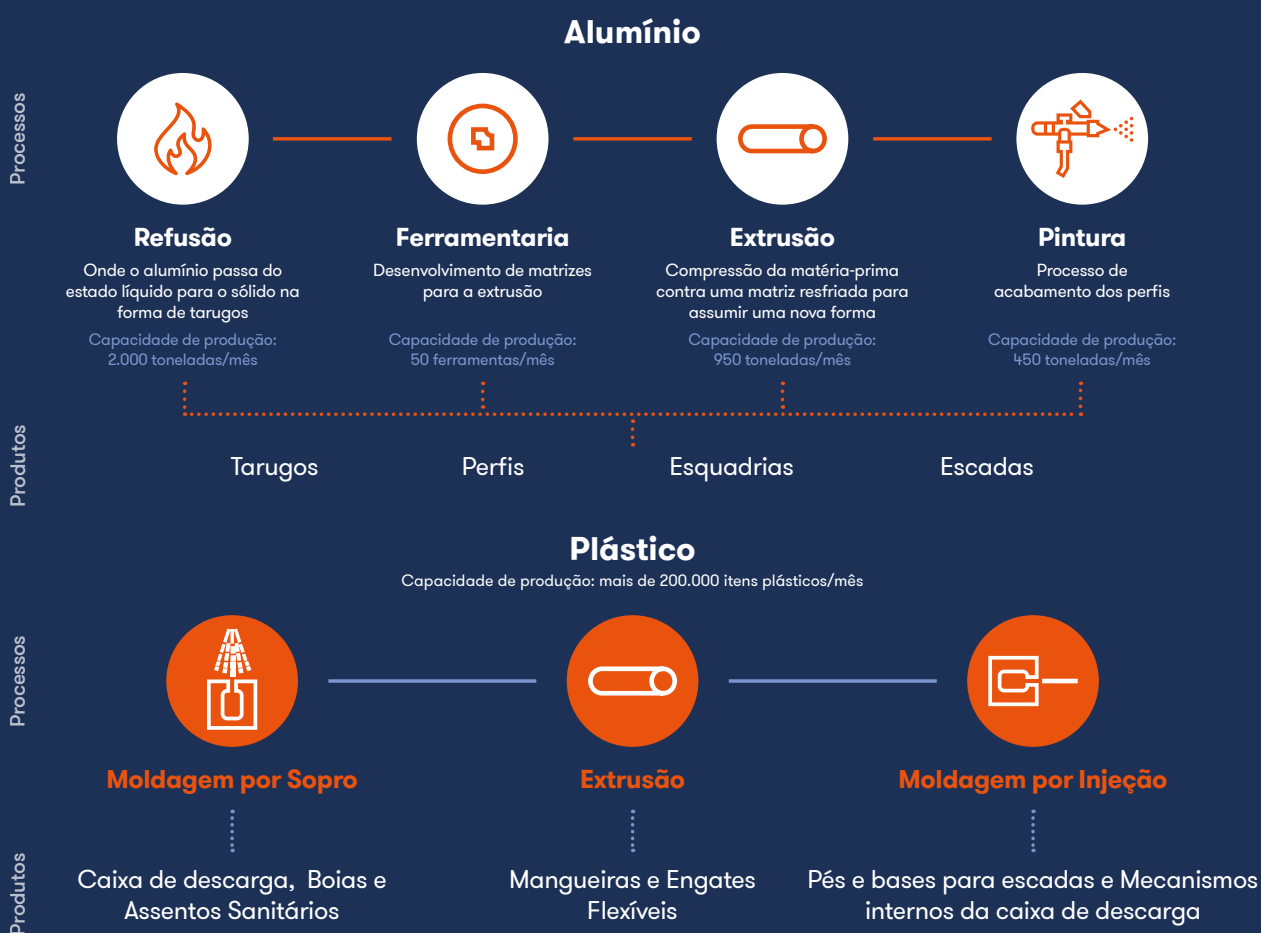 Alumínio
Processos
Refusão
Onde o alumínio passa do
estado líquido para o sólido na
forma de tarugos
Capacidade de produção:
2.000 toneladas/mês
Ferramentaria
Desenvolvimento de matrizes
para a extrusão
Capacidade de produção:
50 ferramentas/mês
Extrusão
Compressão da matéria-prima
contra uma matriz resfriada para
assumir uma nova forma
Capacidade de produção:
950 toneladas/mês
Pintura
Processo de
acabamento dos perfis
Capacidade de produção:
450 toneladas/mês
Produtos
Tarugos
Perfis
Esquadrias
Escadas
Plástico
Capacidade de produção: mais de 200.000 itens plásticos/mês
Processos
Moldagem por Sopro
Extrusão
Moldagem por Injeção
Produtos
Caixa de descarga, Boias e
Assentos Sanitários
Mangueiras e Engates
Flexíveis
Pés e bases para escadas e Mecanismos
internos da caixa de descarga